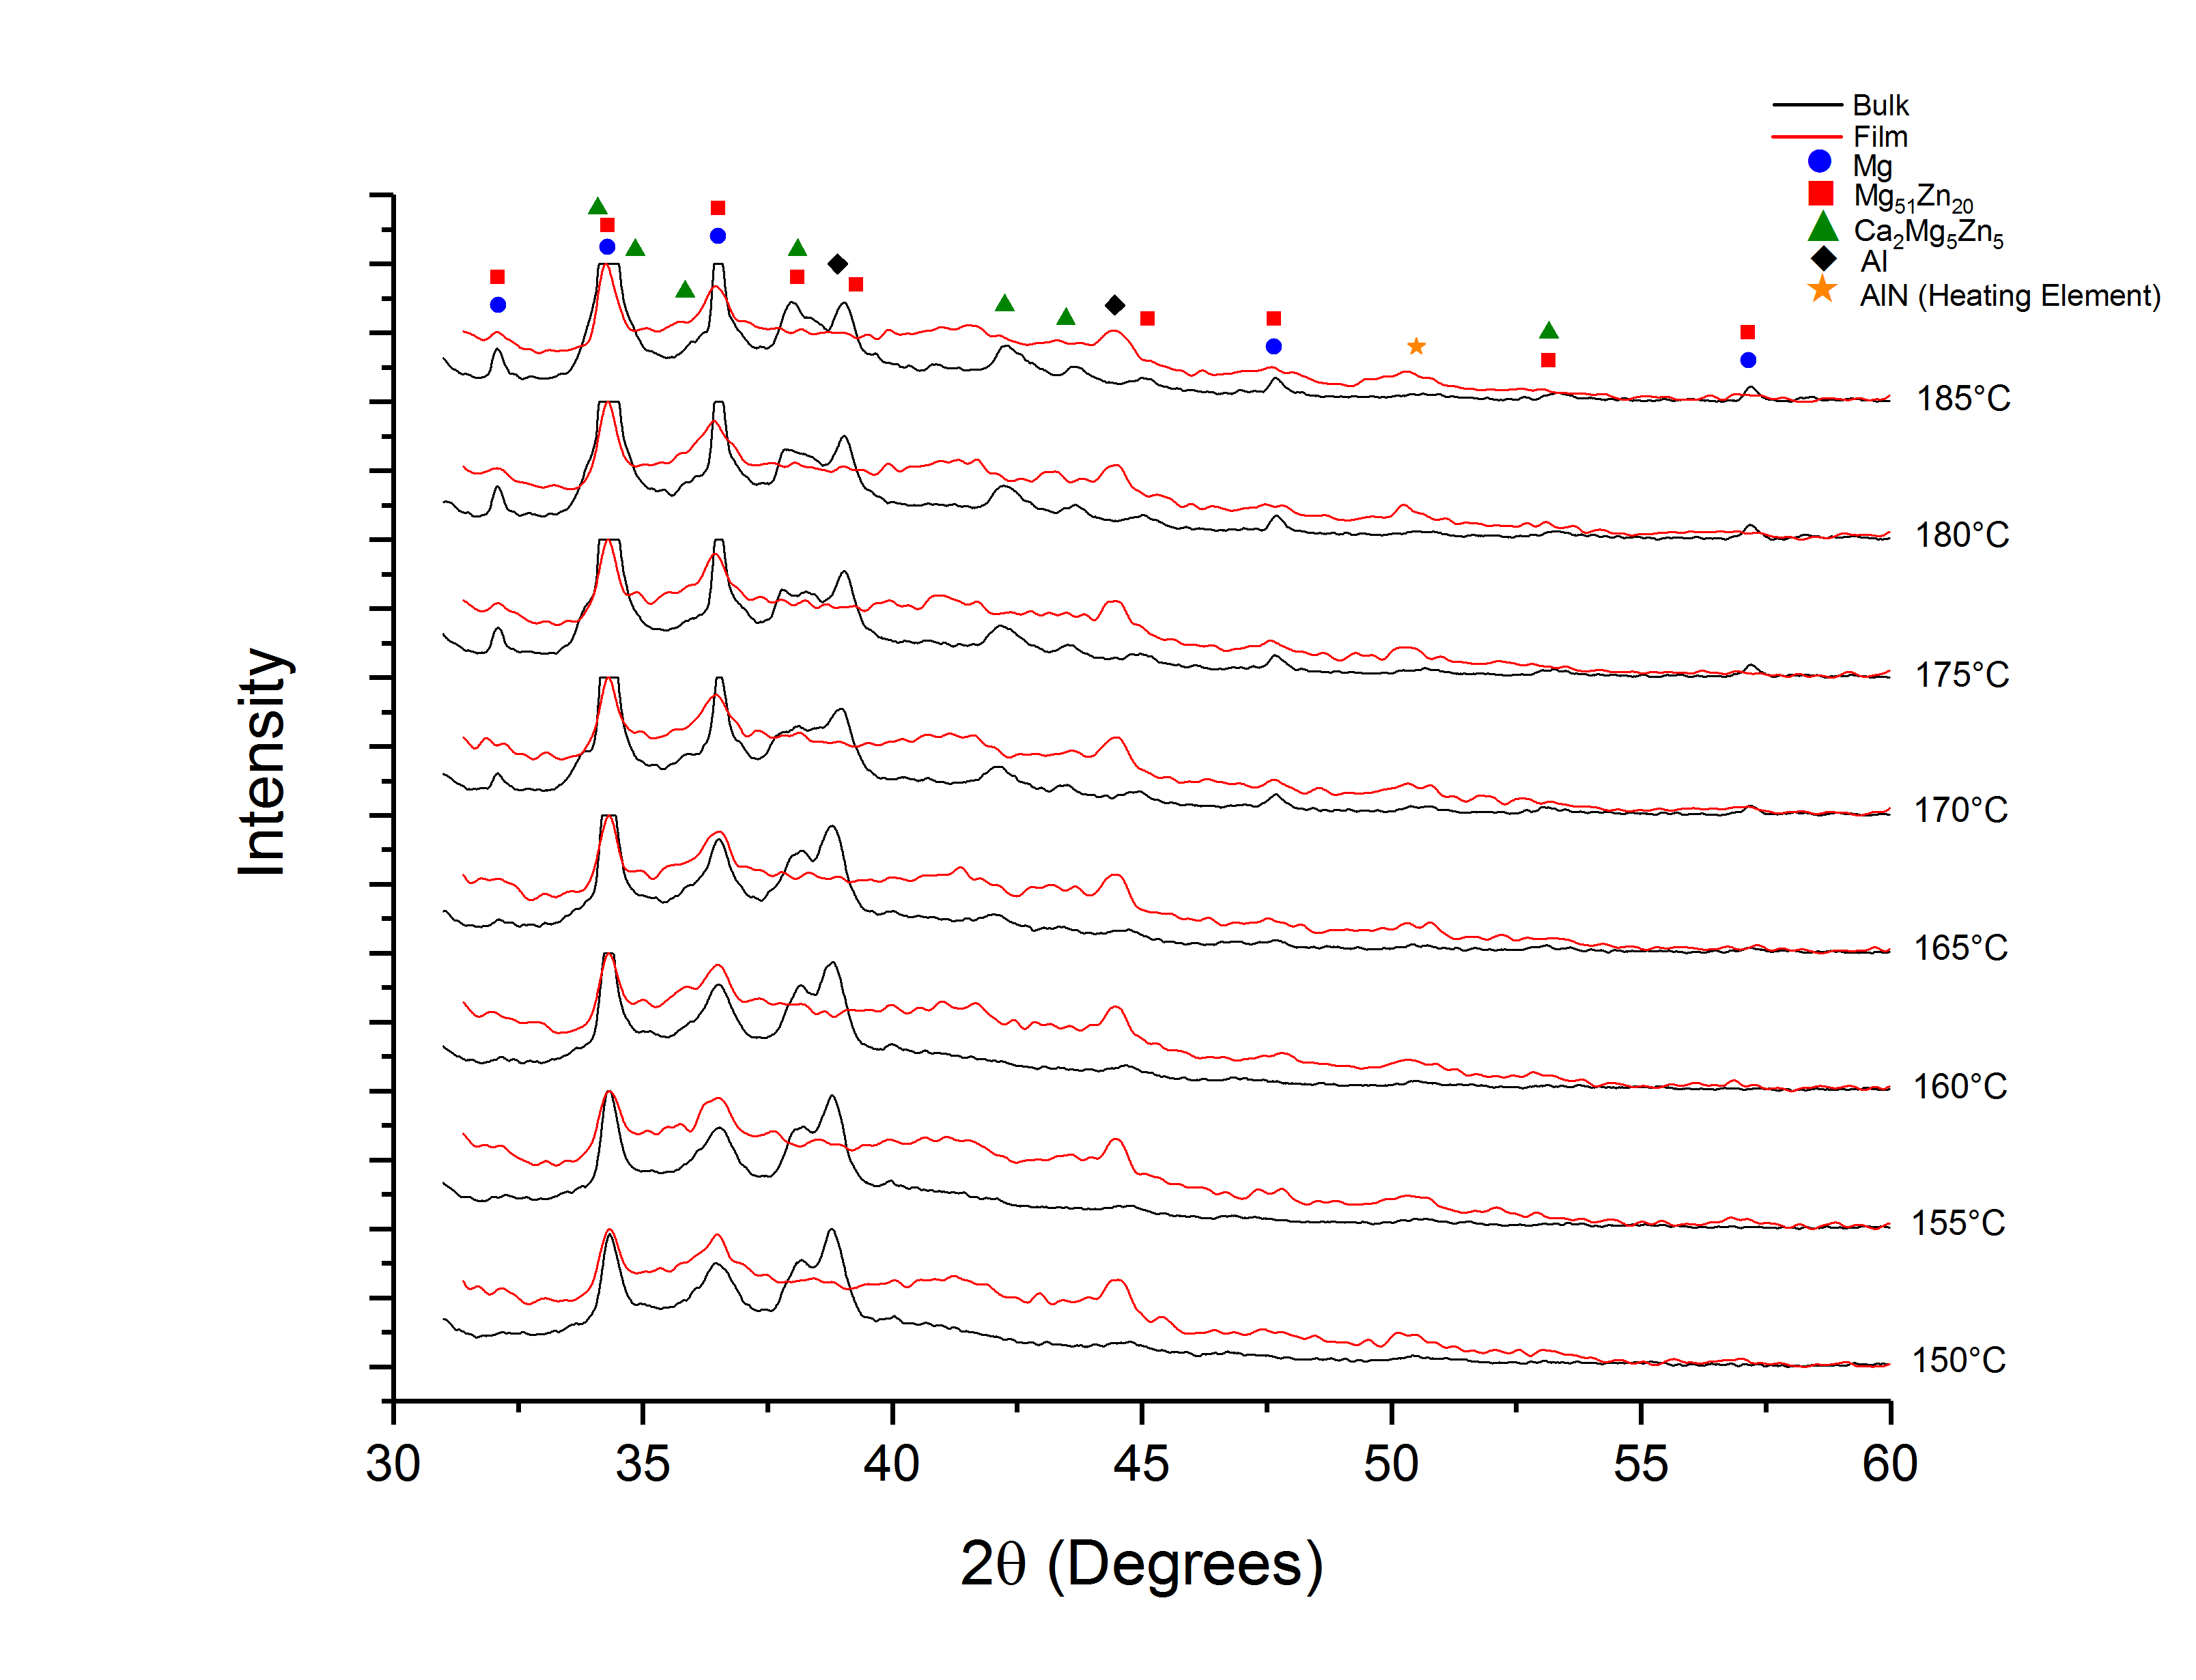 Bulk
Film
Mg
Mg51Zn20
Ca2Mg5Zn5
Al
AlN (Heating Element)
185°C
180°C
175°C
170°C
165°C
160°C
155°C
150°C
Intensity
30 35 40 45 50 55 60
2θ (Degrees)